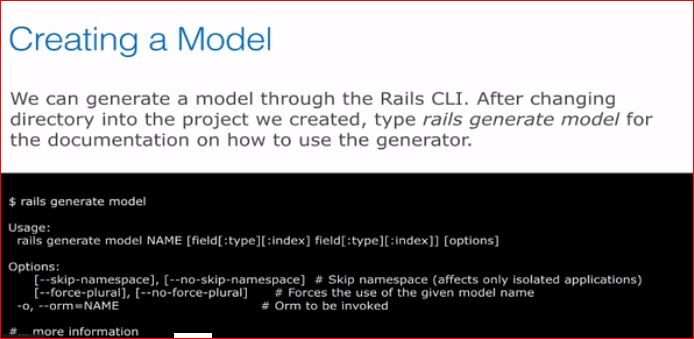 Creating a Model
We can generate a model through the Rails CLI. After changing
directory into the project we created, type rails generate model for
the documentation on how to use the generator.
$ rails generate model
Usage:
rails generate model NAME [field[:type][:index] field[:type][:index]] [options]
Options:
[--skip-namespace], [--no-skip-namespace] # Skip namespace (affects only isolated applications)
[--force-plural], [--no-force-plural] # Forces the use of the given model name
-o, --orm=NAME # Orm to be invoked
# ... more information